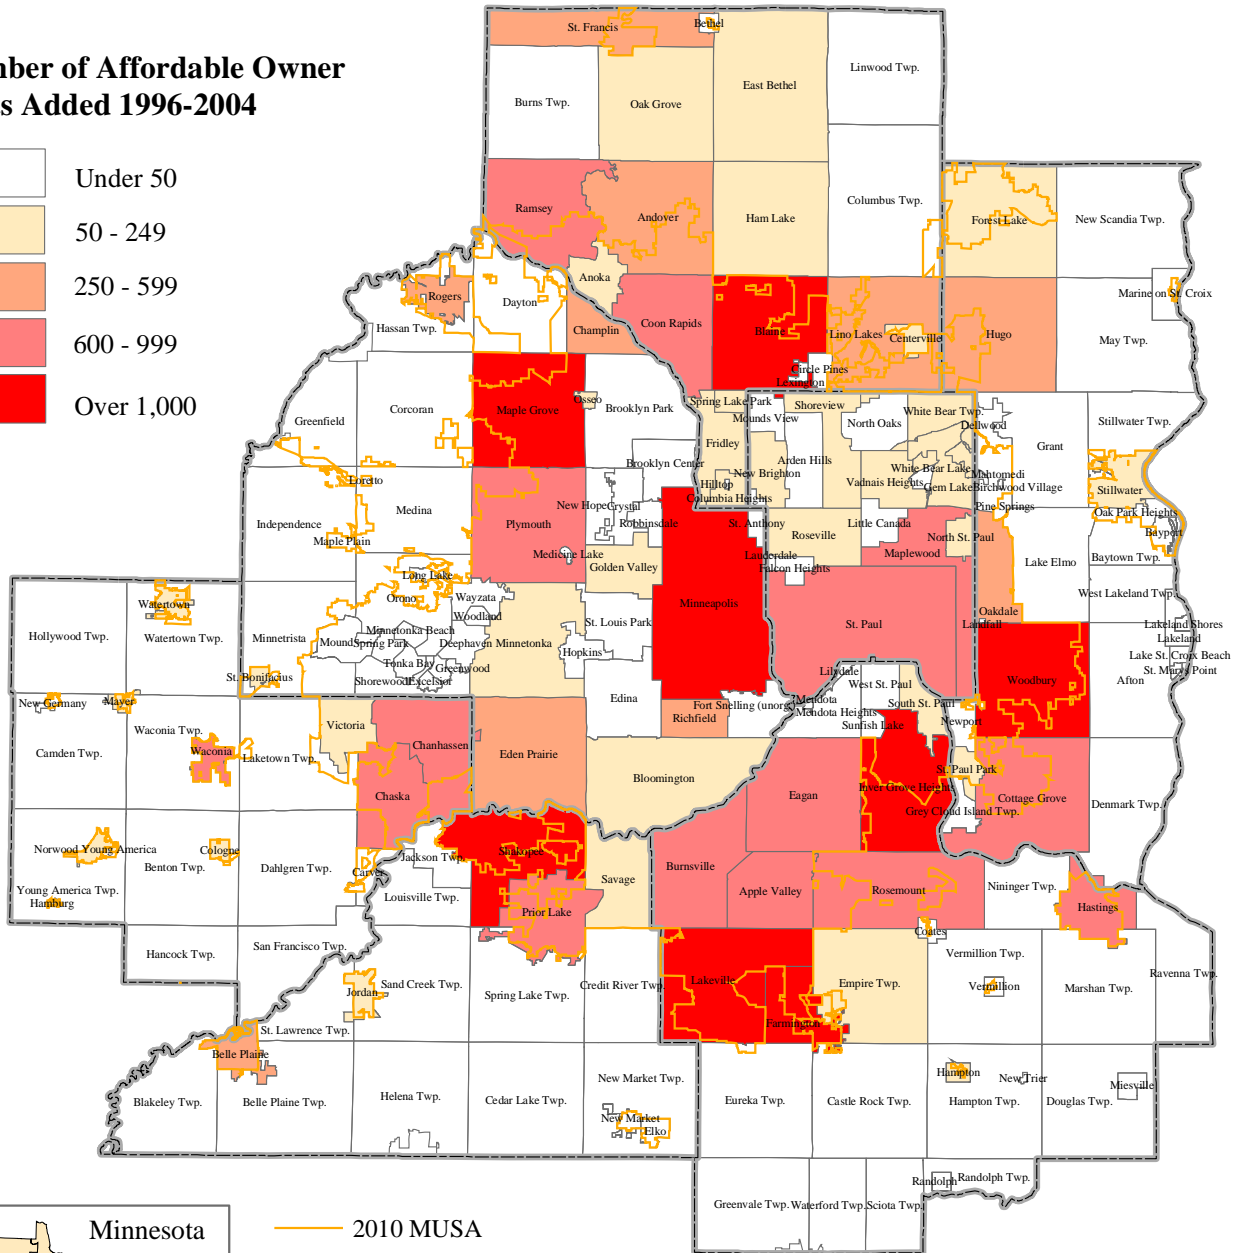 mber of Affordable Owner
s Added 1996-2004
Under 50
50 - 249
250 - 599
600 - 999
Over 1,000
St. Francis
Bethel
Linwood Twp.
East Bethel
Burns Twp.
Oak Grove
Columbus Twp.
Ramsey
Andover
Ham Lake
Forest Lake
New Scandia Twp.
Anoka
Rogers
Dayton
Marine on St. Croix
Hassan Twp.
Champlin
Coon Rapids
Blaine
Lino Lakes
Centerville
Hugo
May Twp.
Circle Pines
Lexington
Osseo
Spring Lake Park
Shoreview
Greenfield
Corcoran
Maple Grove
Brooklyn Park
Mounds View
North Oaks
White Bear Twp.
Dellwood
Stillwater Twp.
Fridley
Grant
Brooklyn Center
Arden Hills
White Bear Lake
New Brighton
Mahtomedi
Loretto
Hilltop
Vadnais Heights
Gem Lake
Birchwood Village
Stillwater
Columbia Heights
Medina
New Hope
Crystal
Pine Springs
Oak Park Heights
Independence
Plymouth
Robbinsdale
St. Anthony
Roseville
Little Canada
North St. Paul
Bayport
Maple Plain
Medicine Lake
Lauderdale
Maplewood
Baytown Twp.
Golden Valley
Falcon Heights
Lake Elmo
Long Lake
West Lakeland Twp.
Watertown
Orono
Wayzata
Minneapolis
Oakdale
Hollywood Twp.
Watertown Twp.
Minnetrista
Woodland
St. Louis Park
St. Paul
Landfall
Lakeland Shores
Mound
Spring Park
Minnetonka Beach
Deephaven
Minnetonka
Lakeland
Hopkins
Lake St. Croix Beach
Tonka Bay
Greenwood
Lilydale
St. Marys Point
St. Bonifacius
Shorewood
Excelsior
West St. Paul
Woodbury
Afton
New Germany
Mayer
Edina
Fort Snelling (unorg.)
Mendota
South St. Paul
Mendota Heights
Newport
Victoria
Richfield
Sunfish Lake
Waconia Twp.
Chanhassen
Camden Twp.
Waconia
Laketown Twp.
Eden Prairie
Bloomington
St. Paul Park
Chaska
Eagan
Inver Grove Heights
Cottage Grove
Denmark Twp.
Grey Cloud Island Twp.
Norwood Young America
Cologne
Jackson Twp.
Shakopee
Benton Twp.
Dahlgren Twp.
Carver
Savage
Burnsville
Young America Twp.
Louisville Twp.
Apple Valley
Rosemount
Nininger Twp.
Hamburg
Prior Lake
Hastings
Coates
San Francisco Twp.
Hancock Twp.
Vermillion Twp.
Ravenna Twp.
Sand Creek Twp.
Credit River Twp.
Lakeville
Empire Twp.
Jordan
Spring Lake Twp.
Vermillion
Marshan Twp.
St. Lawrence Twp.
Farmington
Belle Plaine
Hampton
New Trier
New Market Twp.
Miesville
Blakeley Twp.
Belle Plaine Twp.
Helena Twp.
Cedar Lake Twp.
Eureka Twp.
Castle Rock Twp.
Hampton Twp.
Douglas Twp.
New Market
Elko
Randolph
Randolph Twp.
Greenvale Twp.
Waterford Twp.
Sciota Twp.
Minnesota
2010 MUSA